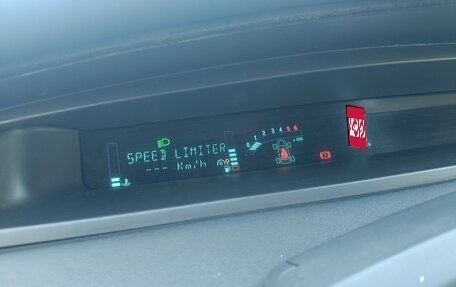 SPEED LIMITER
--- Km/h
0 1 2 3 4 5 6